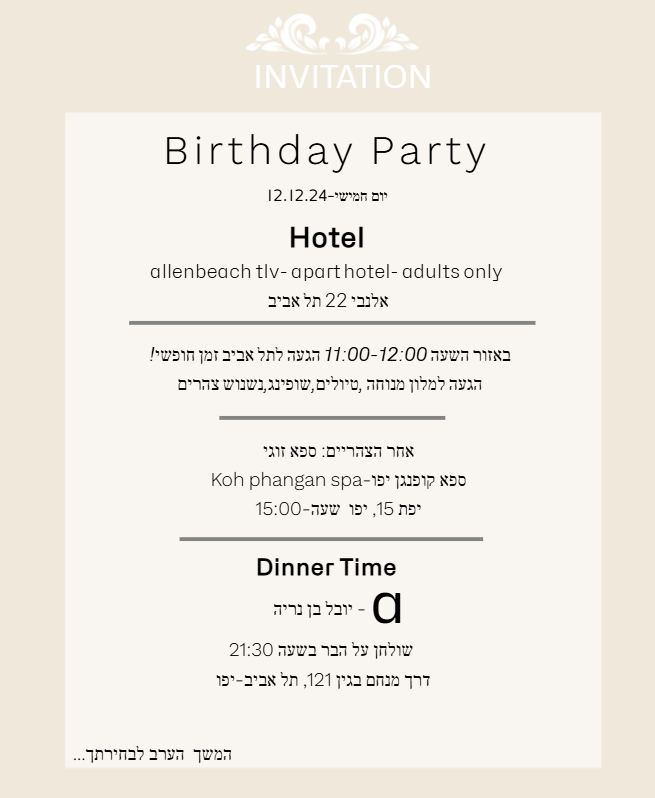 INVITATION
Birthday Party
יום חמישי-12.12.24
Hotel
allenbeach tlv- apart hotel- adults only
אלנבי 22 תל אביב
באזור השעה 11:00-12:00 הגעה לתל אביב זמן חופשי!
הגעה למלון מנוחה ,טיולים,שופינג,נשנוש צהרים
אחר הצהריים: ספא זוגי
ספא קופנגן יפו-Koh phangan spa
יפת 15, יפו שעה-15:00
Dinner Time
a - יובל בן נריה
שולחן על הבר בשעה 21:30
דרך מנחם בגין 121, תל אביב-יפו
המשך הערב לבחירתך...